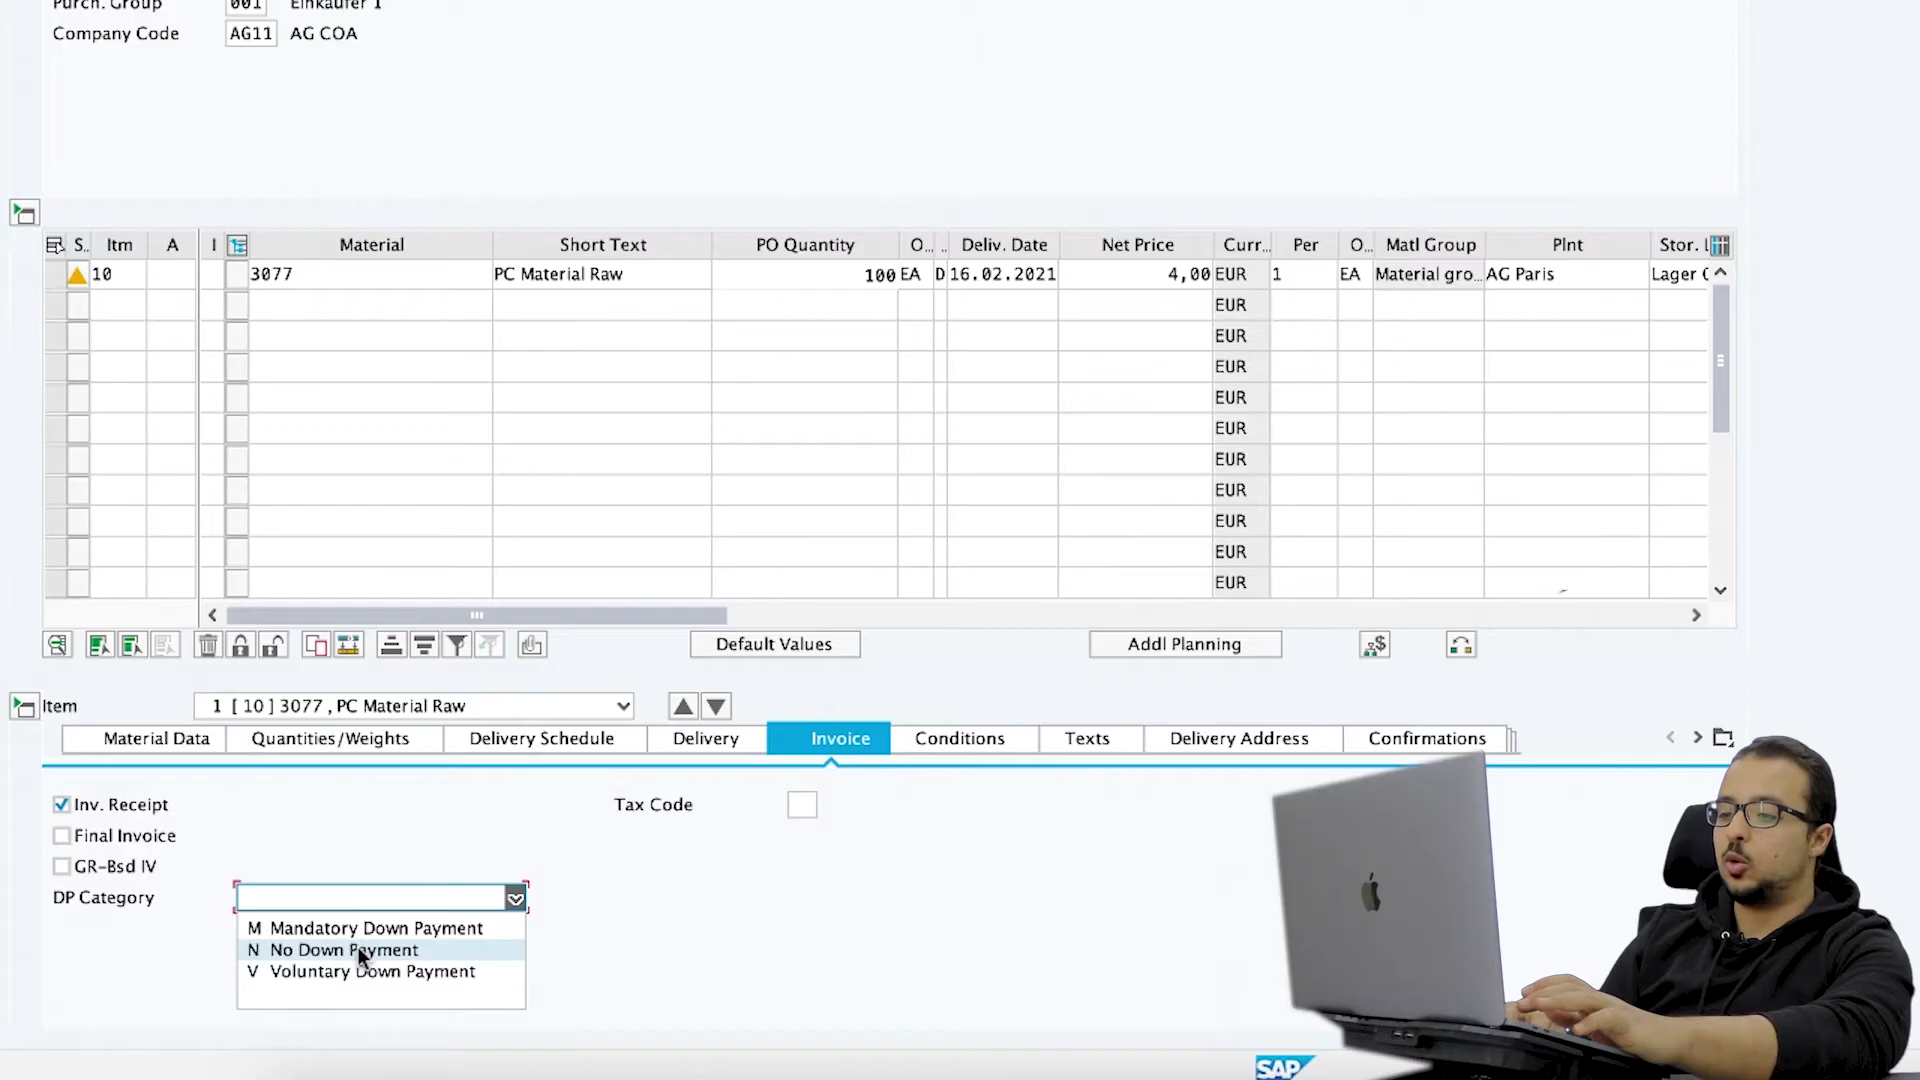 Purch. Group 001 Einkäufer 1
Company Code AG11 AG COA
S.. Itm A I Material Short Text PO Quantity O... .. Deliv. Date Net Price Curr... Per O... Matl Group Plnt Stor. L
10 3077 PC Material Raw 100 EA D 16.02.2021 4,00 EUR 1 EA Material gro... AG Paris Lager
EUR
EUR
EUR
EUR
EUR
EUR
EUR
EUR
EUR
EUR
Default Values Addl Planning
Item 1 [ 10 ] 3077 , PC Material Raw
Material Data Quantities/Weights Delivery Schedule Delivery Invoice Conditions Texts Delivery Address Confirmations
Inv. Receipt Tax Code
Final Invoice
GR-Bsd IV
DP Category
M Mandatory Down Payment
N No Down Payment
V Voluntary Down Payment
SAP